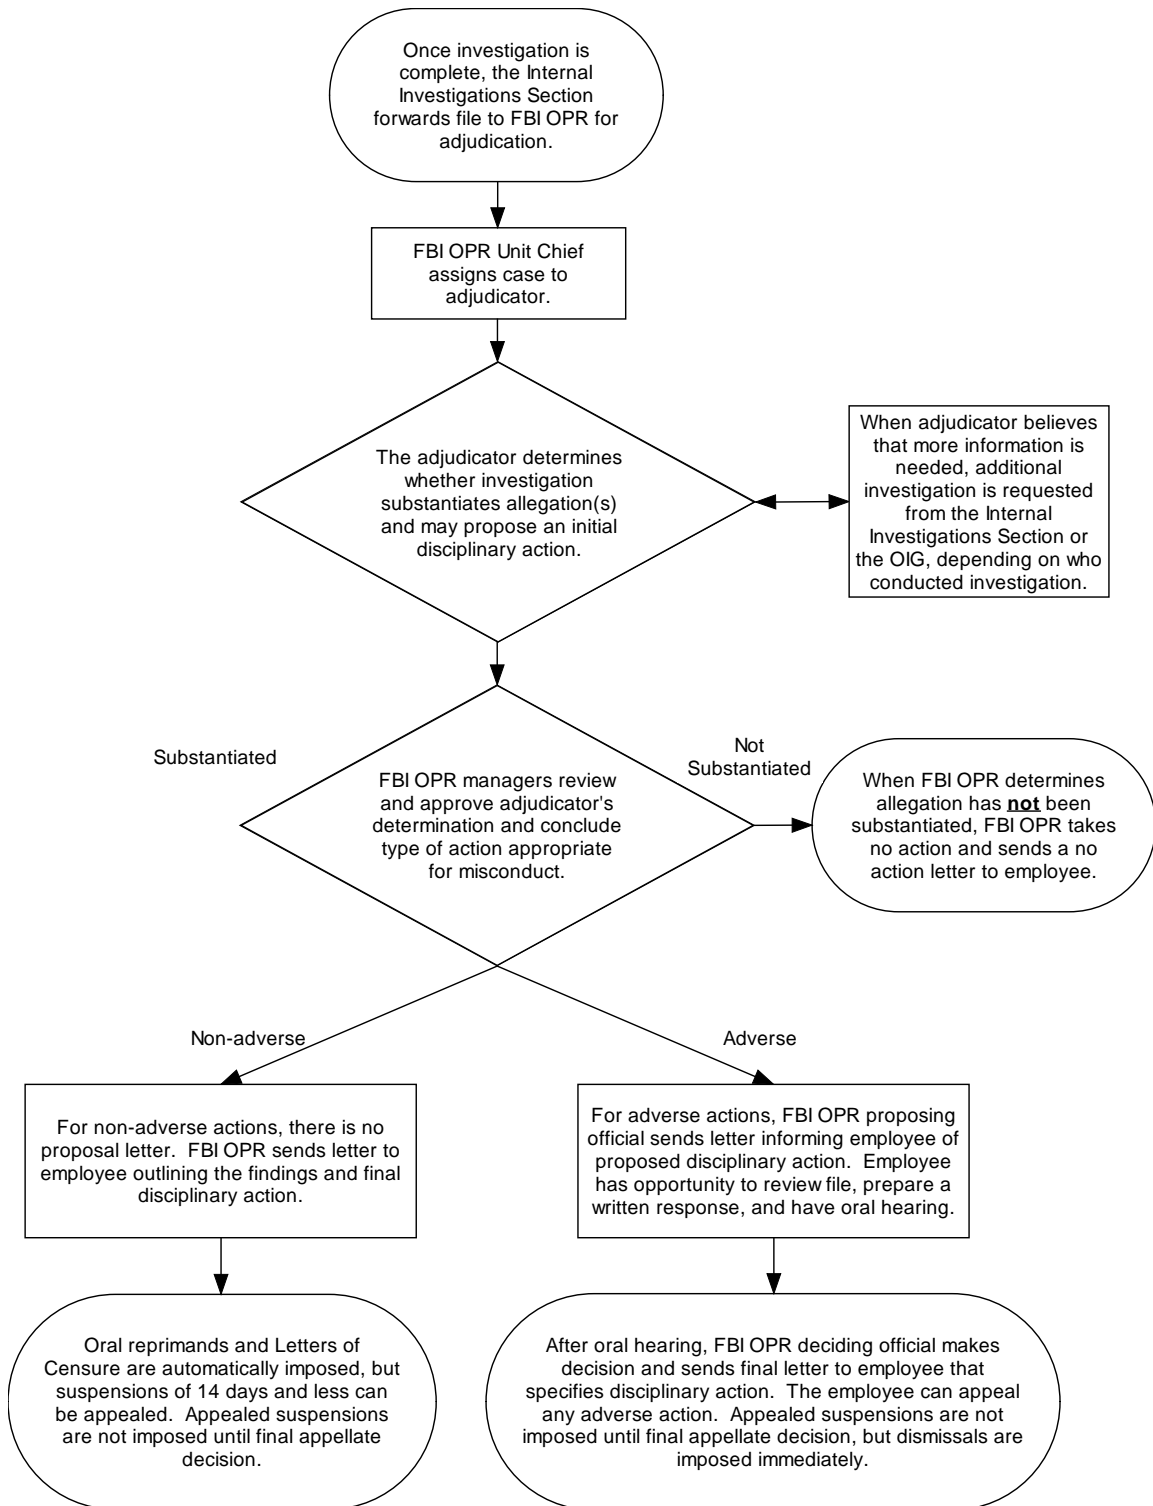 Once investigation is
complete, the Internal
Investigations Section
forwards file to FBI OPR for
adjudication.
FBI OPR Unit Chief
assigns case to
adjudicator.
The adjudicator determines
whether investigation
substantiates allegation(s)
and may propose an initial
disciplinary action.
When adjudicator believes
that more information is
needed, additional
investigation is requested
from the Internal
Investigations Section or
the OIG, depending on who
conducted investigation.
Substantiated
Not
Substantiated
FBI OPR managers review
and approve adjudicator's
determination and conclude
type of action appropriate
for misconduct.
When FBI OPR determines
allegation has not been
substantiated, FBI OPR takes
no action and sends a no
action letter to employee.
Non-adverse
Adverse
For non-adverse actions, there is no
proposal letter. FBI OPR sends letter to
employee outlining the findings and final
disciplinary action.
For adverse actions, FBI OPR proposing
official sends letter informing employee of
proposed disciplinary action. Employee
has opportunity to review file, prepare a
written response, and have oral hearing.
Oral reprimands and Letters of
Censure are automatically imposed, but
suspensions of 14 days and less can
be appealed. Appealed suspensions
are not imposed until final appellate
decision.
After oral hearing, FBI OPR deciding official makes
decision and sends final letter to employee that
specifies disciplinary action. The employee can appeal
any adverse action. Appealed suspensions are not
imposed until final appellate decision, but dismissals are
imposed immediately.